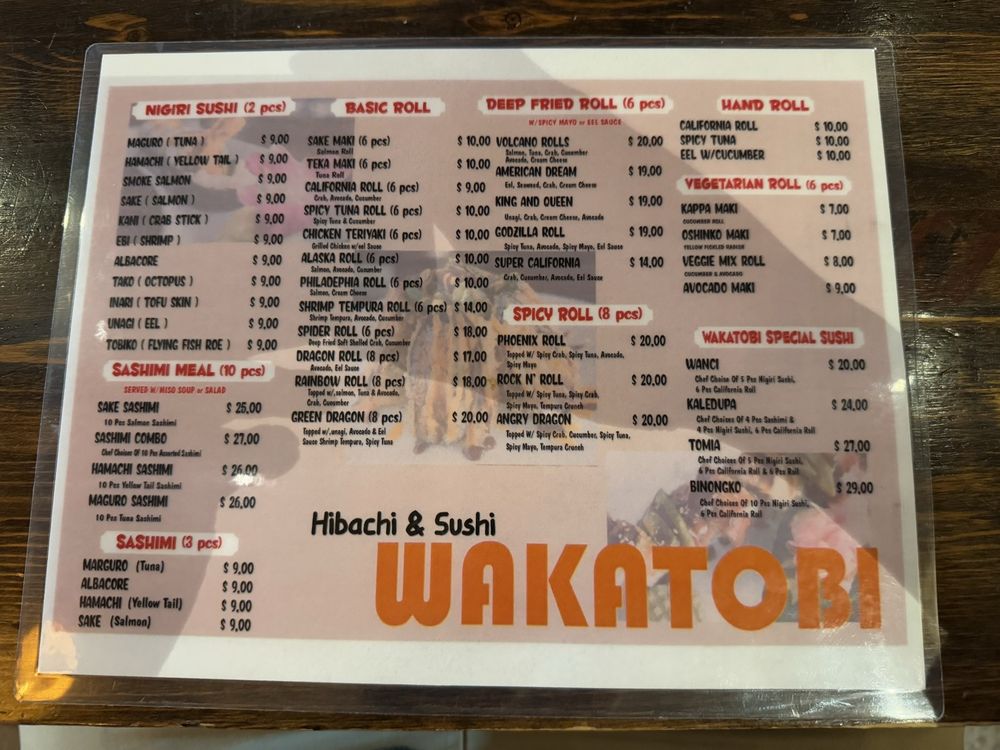 NIGIRI SUSHI (2 pcs)
MAGURO ( TUNA ) $ 9,00
HAMACHI ( YELLOW TAIL ) $ 9,00
SMOKE SALMON $ 9,00
SAKE ( SALMON ) $ 9,00
KANI ( CRAB STICK ) $ 9,00
EBI ( SHRIMP ) $ 9,00
ALBACORE $ 9,00
TAKO ( OCTOPUS ) $ 9,00
INARI ( TOFU SKIN ) $ 9,00
UNAGI ( EEL ) $ 9,00
TOBIKO ( FLYING FISH ROE ) $ 9,00
SASHIMI MEAL (10 pcs)
SERVED W/MISO SOUP or SALAD
SAKE SASHIMI $ 25,00
10 Pcs Salmon Sashimi
SASHIMI COMBO $ 27,00
Chef Choices Of 10 Pcs Assorted Sashimi
HAMACHI SASHIMI $ 26,00
10 Pcs Yellow Tail Sashimi
MAGURO SASHIMI $ 26,00
10 Pcs Tuna Sashimi
SASHIMI (3 pcs)
MARGURO (Tuna) $ 9,00
ALBACORE $ 9,00
HAMACHI (Yellow Tail) $ 9,00
SAKE (Salmon) $ 9,00
BASIC ROLL
SAKE MAKI (6 pcs) $ 10,00
Salmon Roll
TEKA MAKI (6 pcs) $ 10,00
Tuna Roll
CALIFORNIA ROLL (6 pcs) $ 9,00
Crab, Avocado, Cucumber
SPICY TUNA ROLL (6 pcs) $ 10,00
Spicy Tuna & Cucumber
CHICKEN TERIYAKI (6 pcs) $ 10,00
Grilled Chicken w/eel Sauce
ALASKA ROLL (6 pcs) $ 10,00
Salmon, Avocado, Cucumber
PHILADEPHIA ROLL (6 pcs) $ 10,00
Salmon, Cream Cheese
SHRIMP TEMPURA ROLL (6 pcs) $ 14,00
Shrimp Tempura, Avocado, Cucumber
SPIDER ROLL (6 pcs) $ 18,00
Deep Fried Soft Shelled Crab, Cucumber
DRAGON ROLL (8 pcs) $ 17,00
Avocado, Eel Sauce
RAINBOW ROLL (8 pcs) $ 18,00
Topped w/,salmon, Tuna & Avocado,
Crab, Cucumber
GREEN DRAGON (8 pcs) $ 20,00
Topped w/,unagi, Avocado & Eel
Sauce Shrimp Tempura, Spicy Tuna
DEEP FRIED ROLL (6 pcs)
W/SPICY MAYO or EEL SAUCE
VOLCANO ROLLS $ 20,00
Salmon, Tuna, Crab, Cucumber
Avocado, Cream Cheese
AMERICAN DREAM $ 19,00
Eel, Seaweed, Crab, Cream Cheese
KING AND QUEEN $ 19,00
Unagi, Crab, Cream Cheese, Avocado
GODZILLA ROLL $ 19,00
Spicy Tuna, Avocado, Spicy Mayo, Eel Sauce
SUPER CALIFORNIA $ 14,00
Crab, Cucumber, Avocado, Eel Sauce
SPICY ROLL (8 pcs)
PHOENIX ROLL $ 20,00
Topped W/ Spicy Crab, Spicy Tuna, Avocado,
Spicy Mayo
ROCK N' ROLL $ 20,00
Topped W/ Spicy Tuna, Spicy Crab,
Spicy Mayo, Tempura Crunch
ANGRY DRAGON $ 20,00
Topped W/ Spicy Crab, Cucumber, Spicy Tuna,
Spicy Mayo, Tempura Crunch
HAND ROLL
CALIFORNIA ROLL $ 10,00
SPICY TUNA $ 10,00
EEL W/CUCUMBER $ 10,00
VEGETARIAN ROLL (6 pcs)
KAPPA MAKI $ 7,00
CUCUMBER ROLL
OSHINKO MAKI $ 7,00
YELLOW PICKLED RADISH
VEGGIE MIX ROLL $ 8,00
CUCUMBER & AVOCADO
AVOCADO MAKI $ 9,00
WAKATOBI SPECIAL SUSHI
WANCI $ 20,00
Chef Choise Of 5 Pcs Nigiri Sushi,
6 Pcs California Roll
KALEDUPA $ 24,00
Chef Choices Of 4 Pcs Sashimi &
4 Pcs Nigiri Sushi, 6 Pcs California Roll
TOMIA $ 27,00
Chef Choices Of 5 Pcs Nigiri Sushi,
6 Pcs California Roll & 6 Pcs Roll
BINONGKO $ 29,00
Chef Choices Of 10 Pcs Nigiri Sushi,
6 Pcs California Roll
Hibachi & Sushi
WAKATOBI